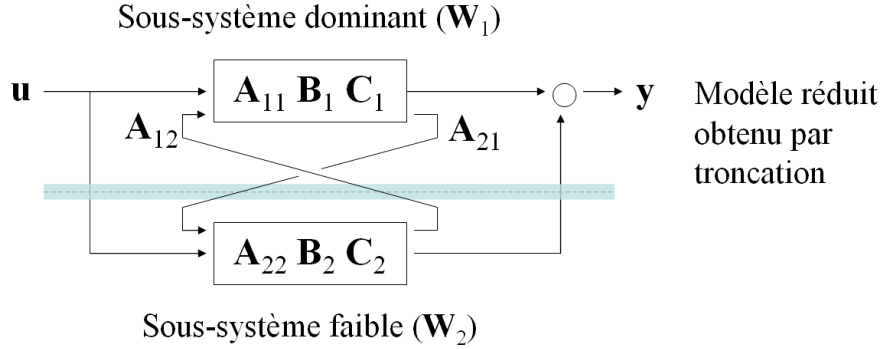 Sous-système dominant (W₁)
u
A₁₁ B₁ C₁
y
Modèle réduit
obtenu par
troncation
A₁₂
A₂₁
A₂₂ B₂ C₂
Sous-système faible (W₂)